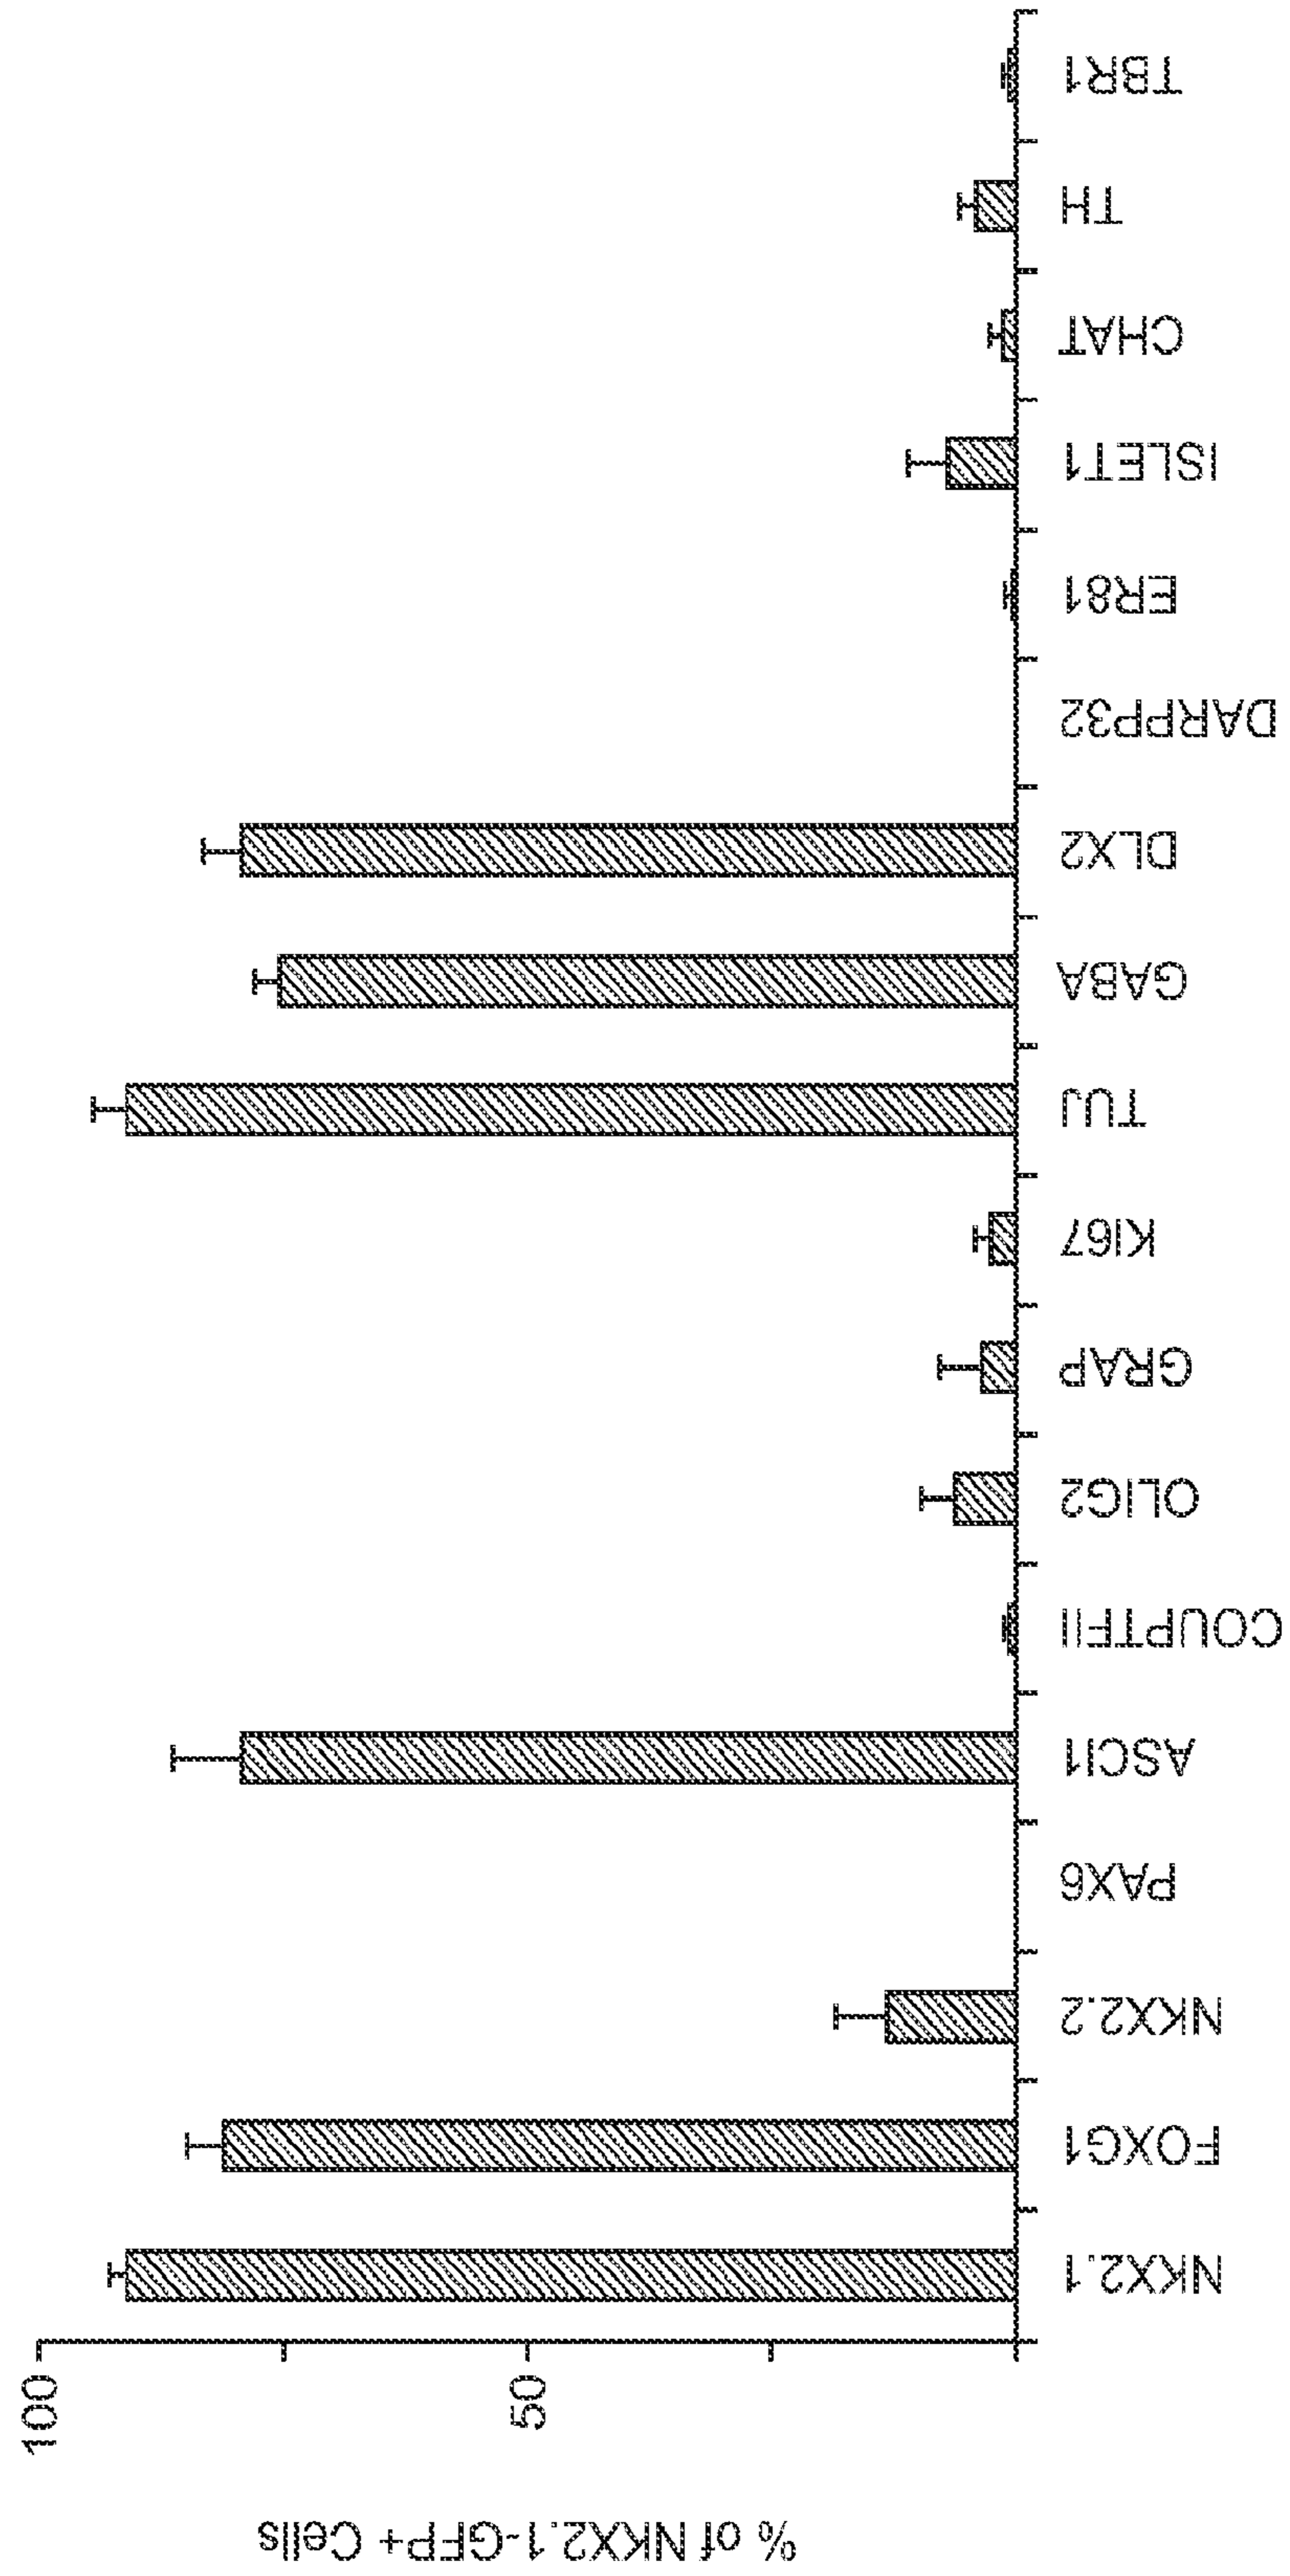 % of NKX2.1-GFP+ Cells
100
50
NKX2.1
FOXG1
NKX2.2
PAX6
ASCl1
COUPTFII
OLIG2
GRAP
KI67
TUJ
GABA
DLX2
DARPP32
ER81
ISLET1
CHAT
TH
TBR1